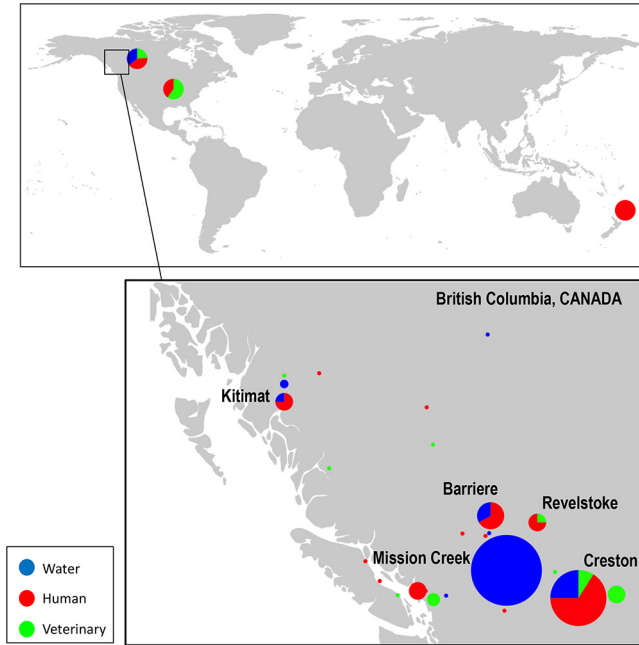 British Columbia, CANADA
Kitimat
Barriere
Revelstoke
Mission Creek
Creston
Water
Human
Veterinary